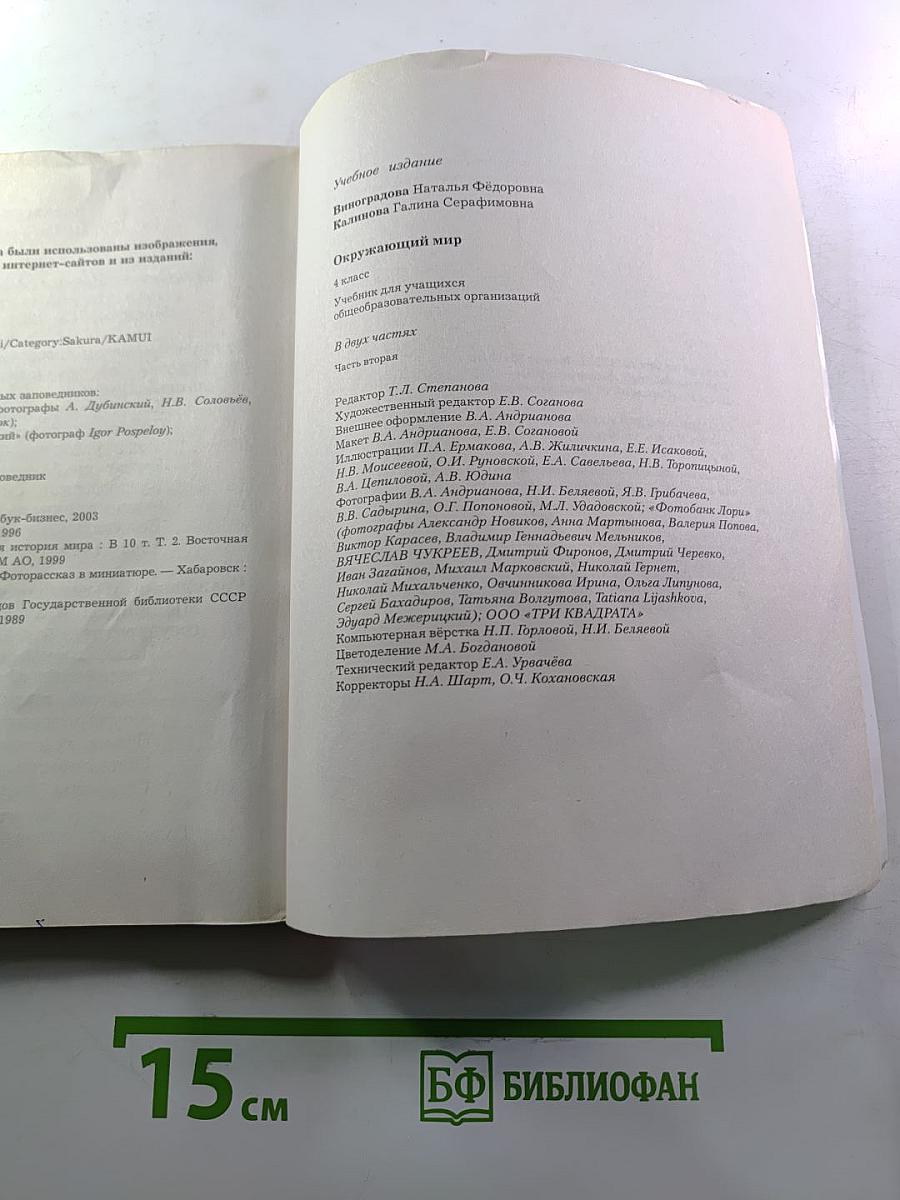 были использованы изображения,
интернет-сайтов и из изданий:
i/Category:Sakura/KAMUI
ых заповедников:
фотографы А. Дубинский, Н.В. Соловьёв,
ок);
кий» (фотограф Igor Pospeloy);
оведник
бук-бизнес, 2003
1996
я история мира : В 10 т. Т. 2. Восточная
М АО, 1999
Фоторассказ в миниатюре. — Хабаровск :
дов Государственной библиотеки СССР
1989
Учебное издание
Виноградова Наталья Фёдоровна
Калинова Галина Серафимовна
Окружающий мир
4 класс
Учебник для учащихся
общеобразовательных организаций
В двух частях
Часть вторая
Редактор Т.Л. Степанова
Художественный редактор Е.В. Соганова
Внешнее оформление В.А. Андрианова
Макет В.А. Андрианова, Е.В. Согановой
Иллюстрации П.А. Ермакова, А.В. Жиличкина, Е.Е. Исаковой,
Н.В. Моисеевой, О.И. Руновской, Е.А. Савельева, Н.В. Торопицыной,
В.А. Цепиловой, А.В. Юдина
Фотографии В.А. Андрианова, Н.И. Беляевой, Я.В. Грибачева,
В.В. Садырина, О.Г. Попоновой, М.Л. Удадовской; «Фотобанк Лори»
(фотографы Александр Новиков, Анна Мартынова, Валерия Попова,
Виктор Карасев, Владимир Геннадьевич Мельников,
ВЯЧЕСЛАВ ЧУКРЕЕВ, Дмитрий Фиронов, Дмитрий Черевко,
Иван Загайнов, Михаил Марковский, Николай Гернет,
Николай Михальченко, Овчинникова Ирина, Ольга Липунова,
Сергей Бахадиров, Татьяна Волгутова, Tatiana Lijashkova,
Эдуард Межерицкий); ООО «ТРИ КВАДРАТА»
Компьютерная вёрстка Н.П. Горловой, Н.И. Беляевой
Цветоделение М.А. Богдановой
Технический редактор Е.А. Урвачёва
Корректоры Н.А. Шарт, О.Ч. Кохановская
15 см
БФ БИБЛИОФАН